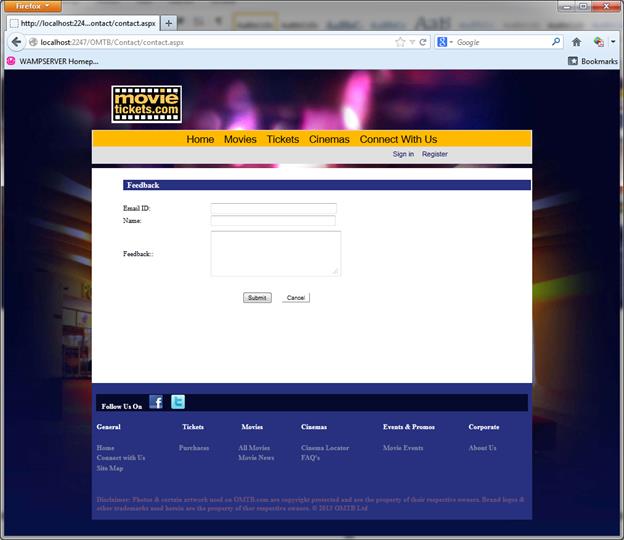 Firefox
http://localhost:224...ontact/contact.aspx
localhost:2247/OMTB/Contact/contact.aspx
Google
WAMPSERVER Homep...
Bookmarks
movie
tickets.com
Home Movies Tickets Cinemas Connect With Us
Sign in Register
Feedback
Email ID:
Name:
Feedback::
Submit Cancel
Follow Us On
General Tickets Movies Cinemas Events & Promos Corporate
Home Purchases All Movies Cinema Locator Movie Events About Us
Connect with Us Movie News FAQ's
Site Map
Disclaimer: Photos & certain artwork used on OMTB.com are copyright protected and are the property of their respective owners. Brand logos &
other trademarks used herein are the property of ther respective owners. © 2013 OMTB Ltd